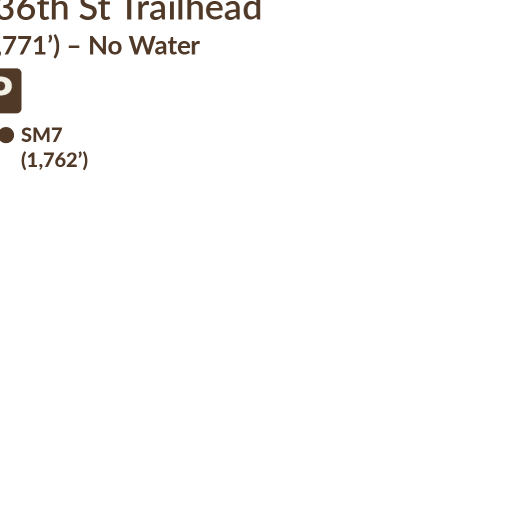 36th St Trailhead
,771’) – No Water
P
SM7
(1,762’)